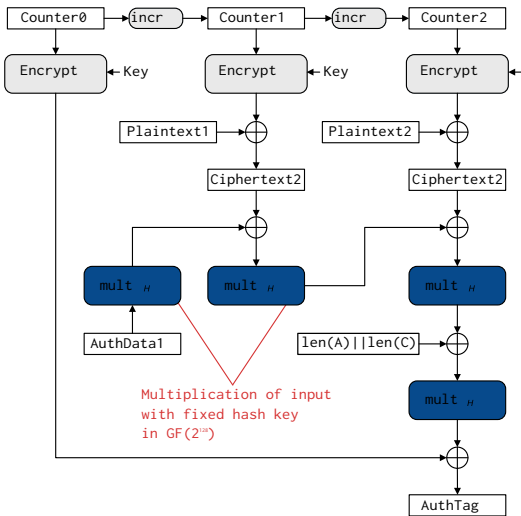 Counter0 incr Counter1 incr Counter2
Encrypt Key Encrypt Key Encrypt
Plaintext1 Plaintext2
Ciphertext2 Ciphertext2
mult H mult H mult H
AuthData1 len(A)||len(C)
Multiplication of input
with fixed hash key
in GF(2¹²⁸)
mult H
AuthTag